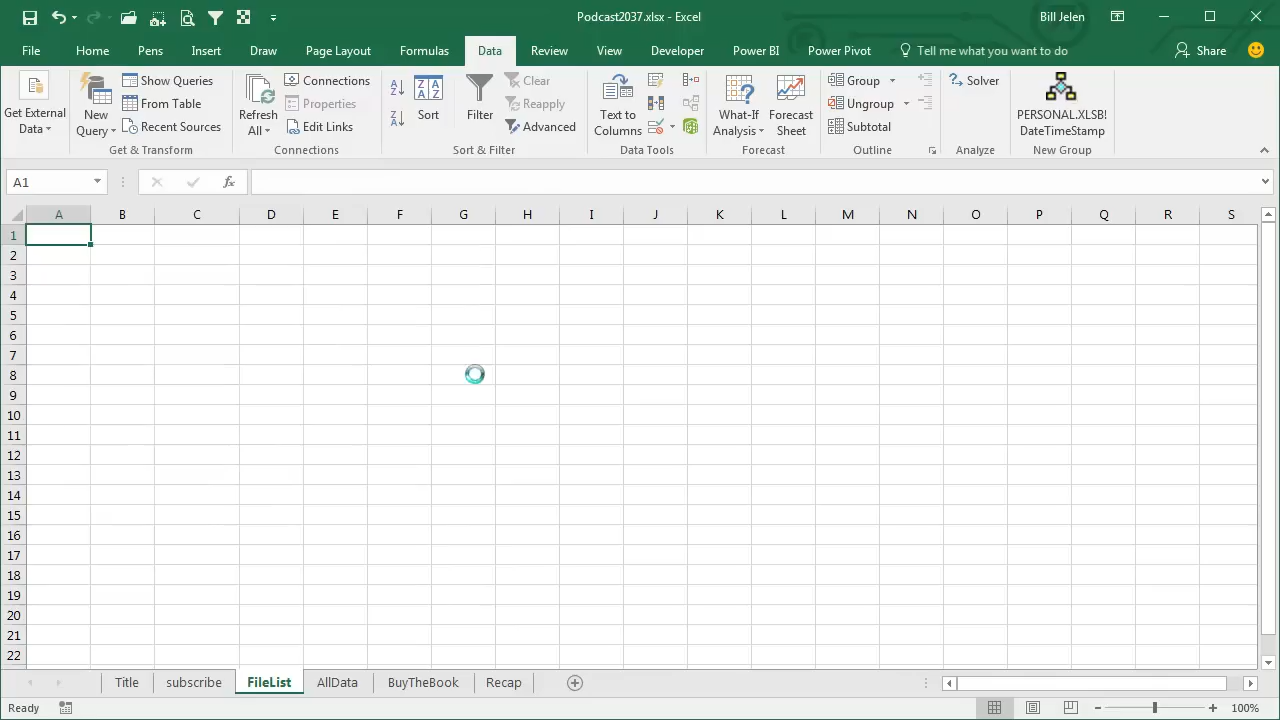 Podcast2037.xlsx - Excel
Bill Jelen
File Home Pens Insert Draw Page Layout Formulas Data Review View Developer Power BI Power Pivot Tell me what you want to do Share
Get External Data
New Query
Show Queries
From Table
Recent Sources
Get & Transform
Refresh All
Connections
Properties
Edit Links
Connections
Sort
Filter
Clear
Reapply
Advanced
Sort & Filter
Text to Columns
Data Tools
What-If Analysis
Forecast Sheet
Forecast
Group
Ungroup
Subtotal
Outline
Solver
Analyze
PERSONAL.XLSB!
DateTimeStamp
New Group
A1
fx
A B C D E F G H I J K L M N O P Q R S
1
2
3
4
5
6
7
8
9
10
11
12
13
14
15
16
17
18
19
20
21
22
Title subscribe FileList AllData BuyTheBook Recap
Ready
100%